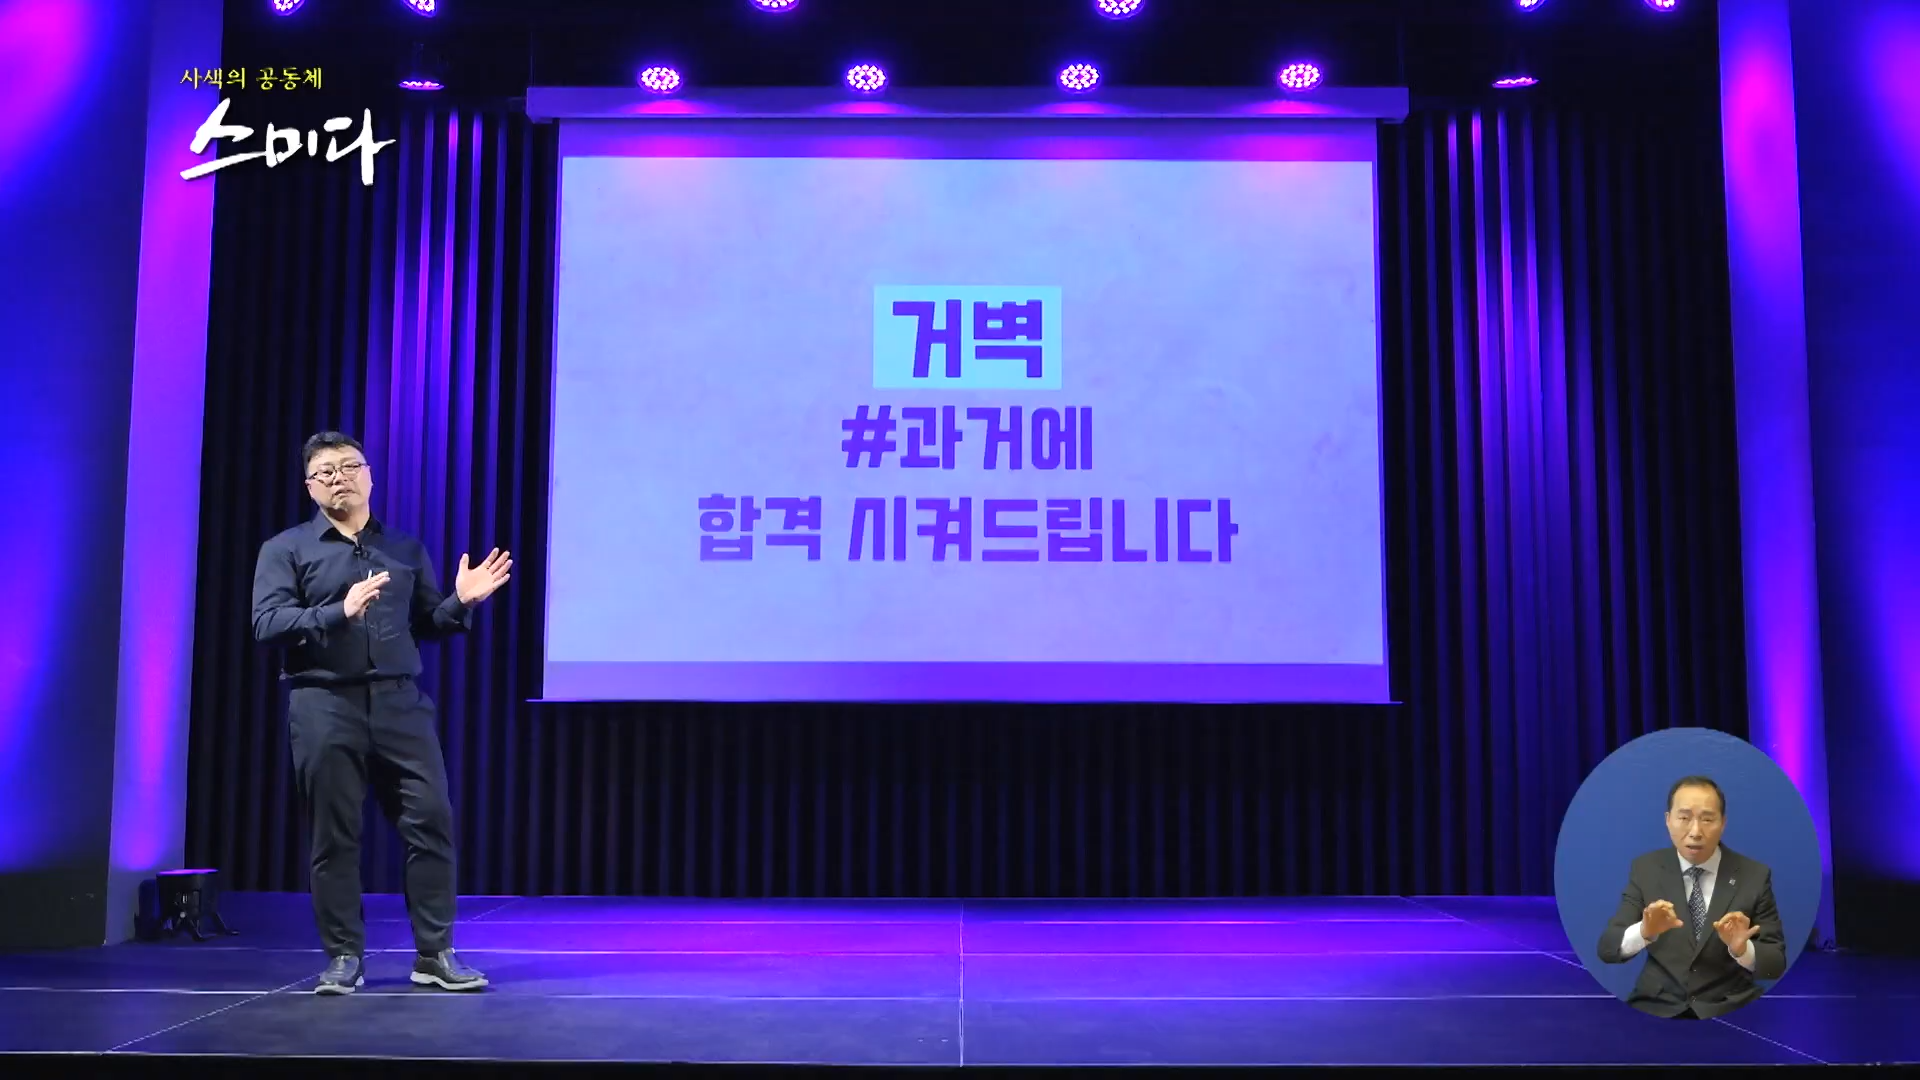 사색의 공동체
스미다
거벽
#과거에
합격 시켜드립니다